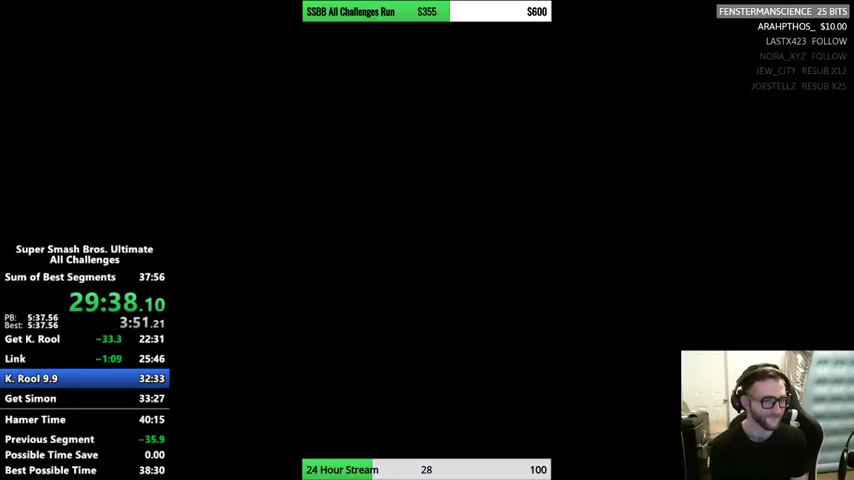 SSBB All Challenges Run $355 $600
FENSTERMANSCIENCE 25 BITS
ARAHPTHOS_ $10.00
LASTX423 FOLLOW
NORA_XYZ FOLLOW
JEW_CITY RESUB X12
JOESTELLZ RESUB X25
Super Smash Bros. Ultimate
All Challenges
Sum of Best Segments 37:56
29:38.10
PB: 5:37.56
Best: 5:37.56
3:51.21
Get K. Rool −33.3 22:31
Link −1:09 25:46
K. Rool 9.9 32:33
Get Simon 33:27
Hamer Time 40:15
Previous Segment −35.9
Possible Time Save 0.00
Best Possible Time 38:30
24 Hour Stream 28 100